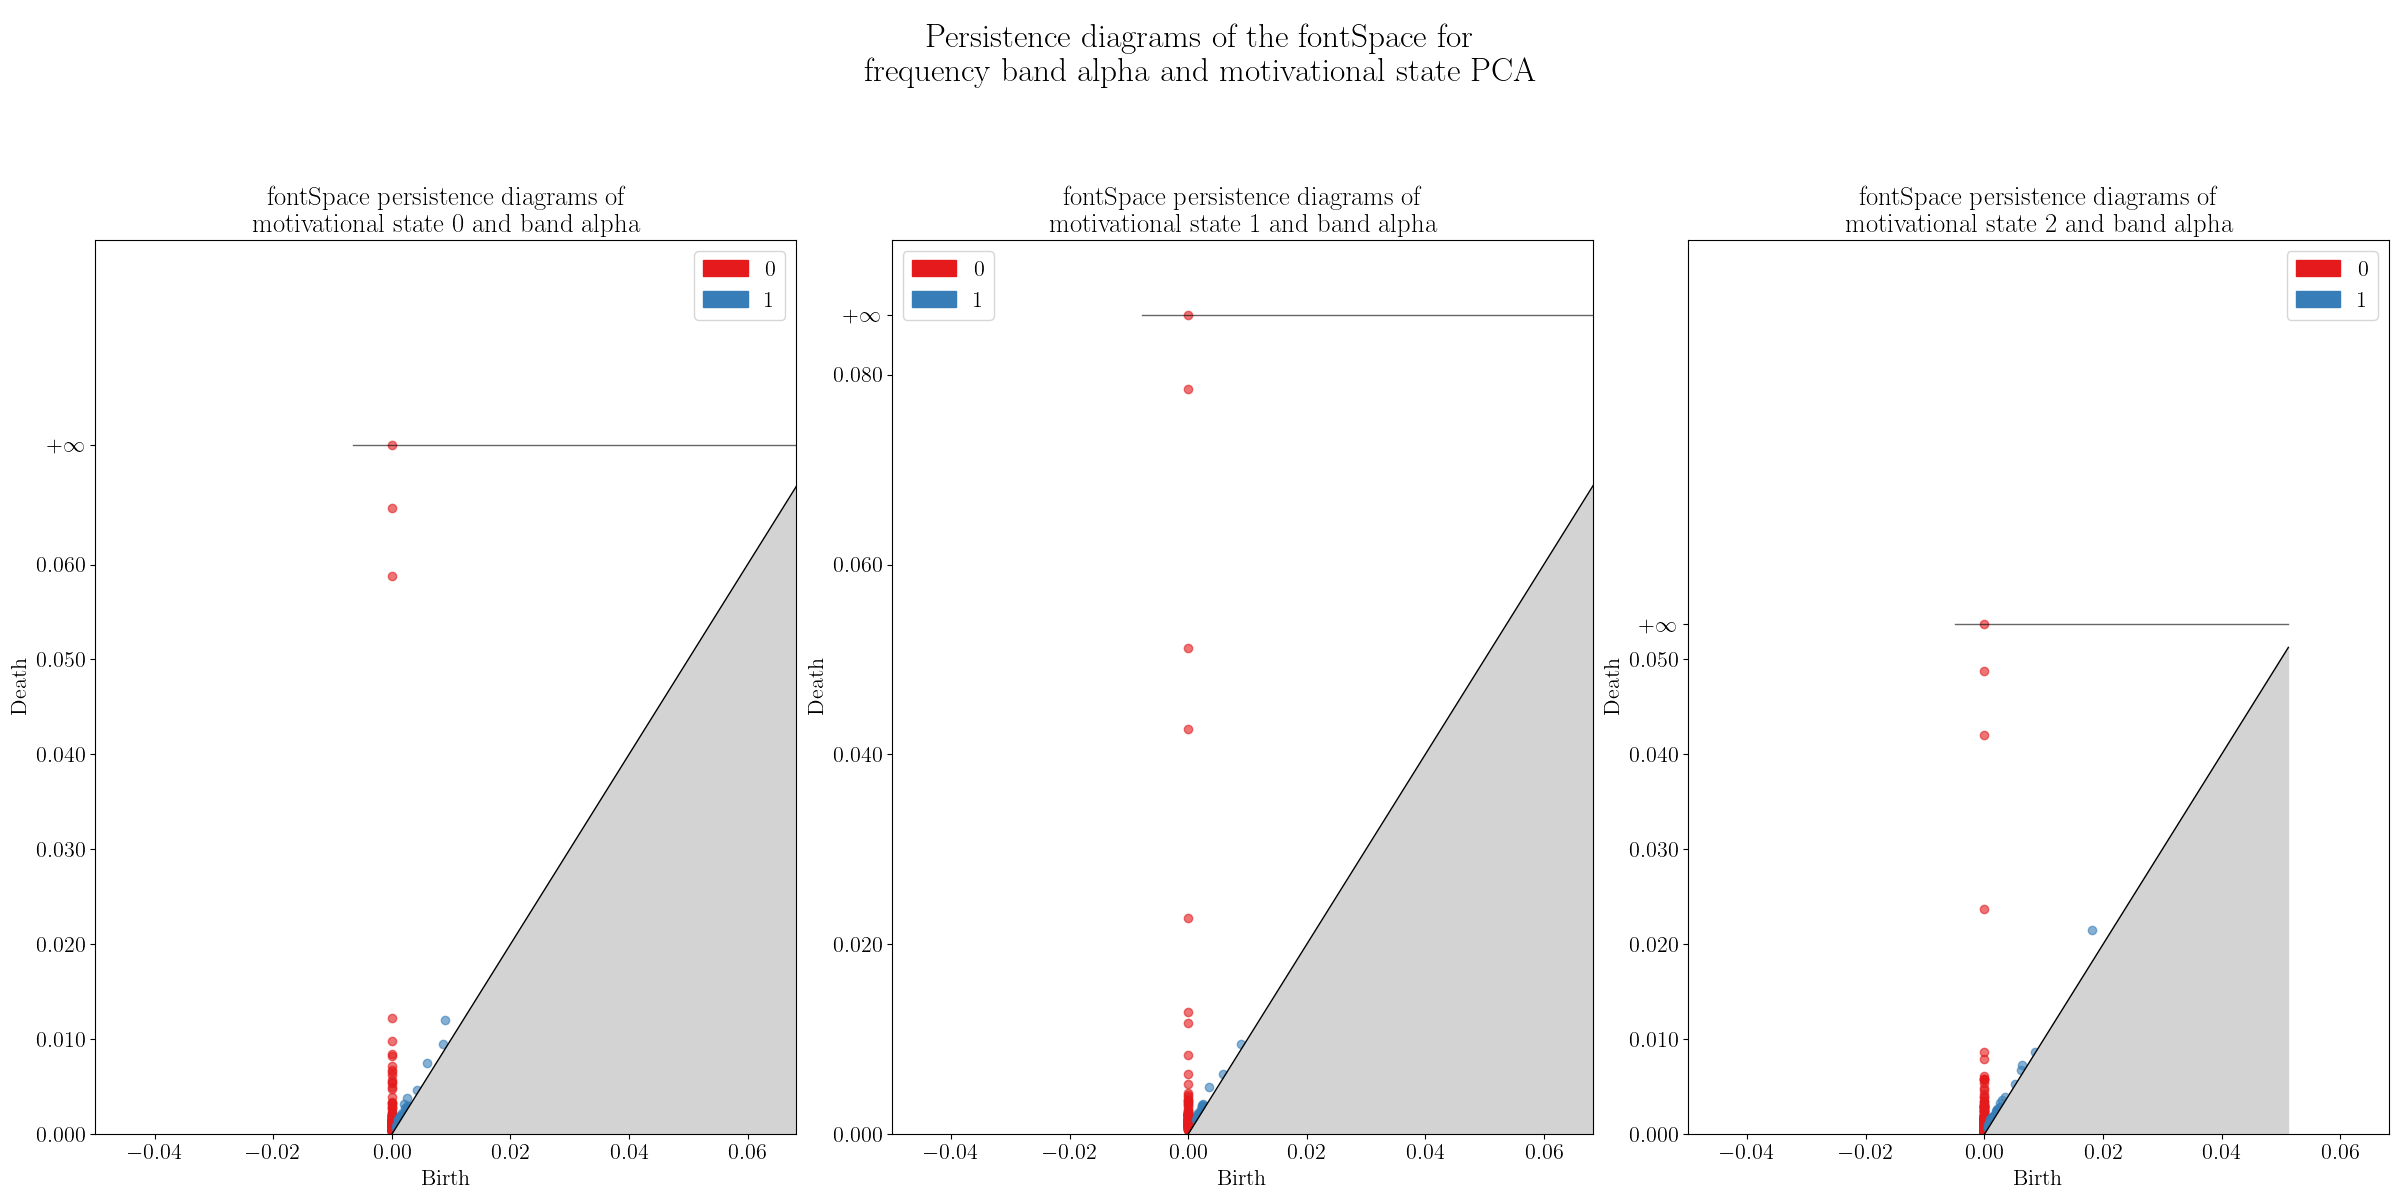 Persistence diagrams of the fontSpace for
frequency band alpha and motivational state PCA
fontSpace persistence diagrams of
motivational state 0 and band alpha
0
1
+∞
0.060
0.050
0.040
0.030
0.020
0.010
0.000
Death
−0.04 −0.02 0.00 0.02 0.04 0.06
Birth
fontSpace persistence diagrams of
motivational state 1 and band alpha
0
1
+∞
0.080
0.060
0.040
0.020
0.000
Death
−0.04 −0.02 0.00 0.02 0.04 0.06
Birth
fontSpace persistence diagrams of
motivational state 2 and band alpha
0
1
+∞
0.050
0.040
0.030
0.020
0.010
0.000
Death
−0.04 −0.02 0.00 0.02 0.04 0.06
Birth